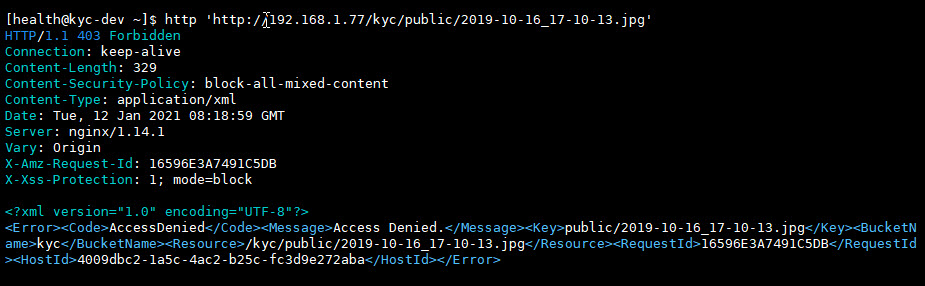 [health@kyc-dev ~]$ http 'http://192.168.1.77/kyc/public/2019-10-16_17-10-13.jpg'
HTTP/1.1 403 Forbidden
Connection: keep-alive
Content-Length: 329
Content-Security-Policy: block-all-mixed-content
Content-Type: application/xml
Date: Tue, 12 Jan 2021 08:18:59 GMT
Server: nginx/1.14.1
Vary: Origin
X-Amz-Request-Id: 16596E3A7491C5DB
X-Xss-Protection: 1; mode=block
<?xml version="1.0" encoding="UTF-8"?>
<Error><Code>AccessDenied</Code><Message>Access Denied.</Message><Key>public/2019-10-16_17-10-13.jpg</Key><BucketN
ame>kyc</BucketName><Resource>/kyc/public/2019-10-16_17-10-13.jpg</Resource><RequestId>16596E3A7491C5DB</RequestId
><HostId>4009dbc2-1a5c-4ac2-b25c-fc3d9e272aba</HostId></Error>